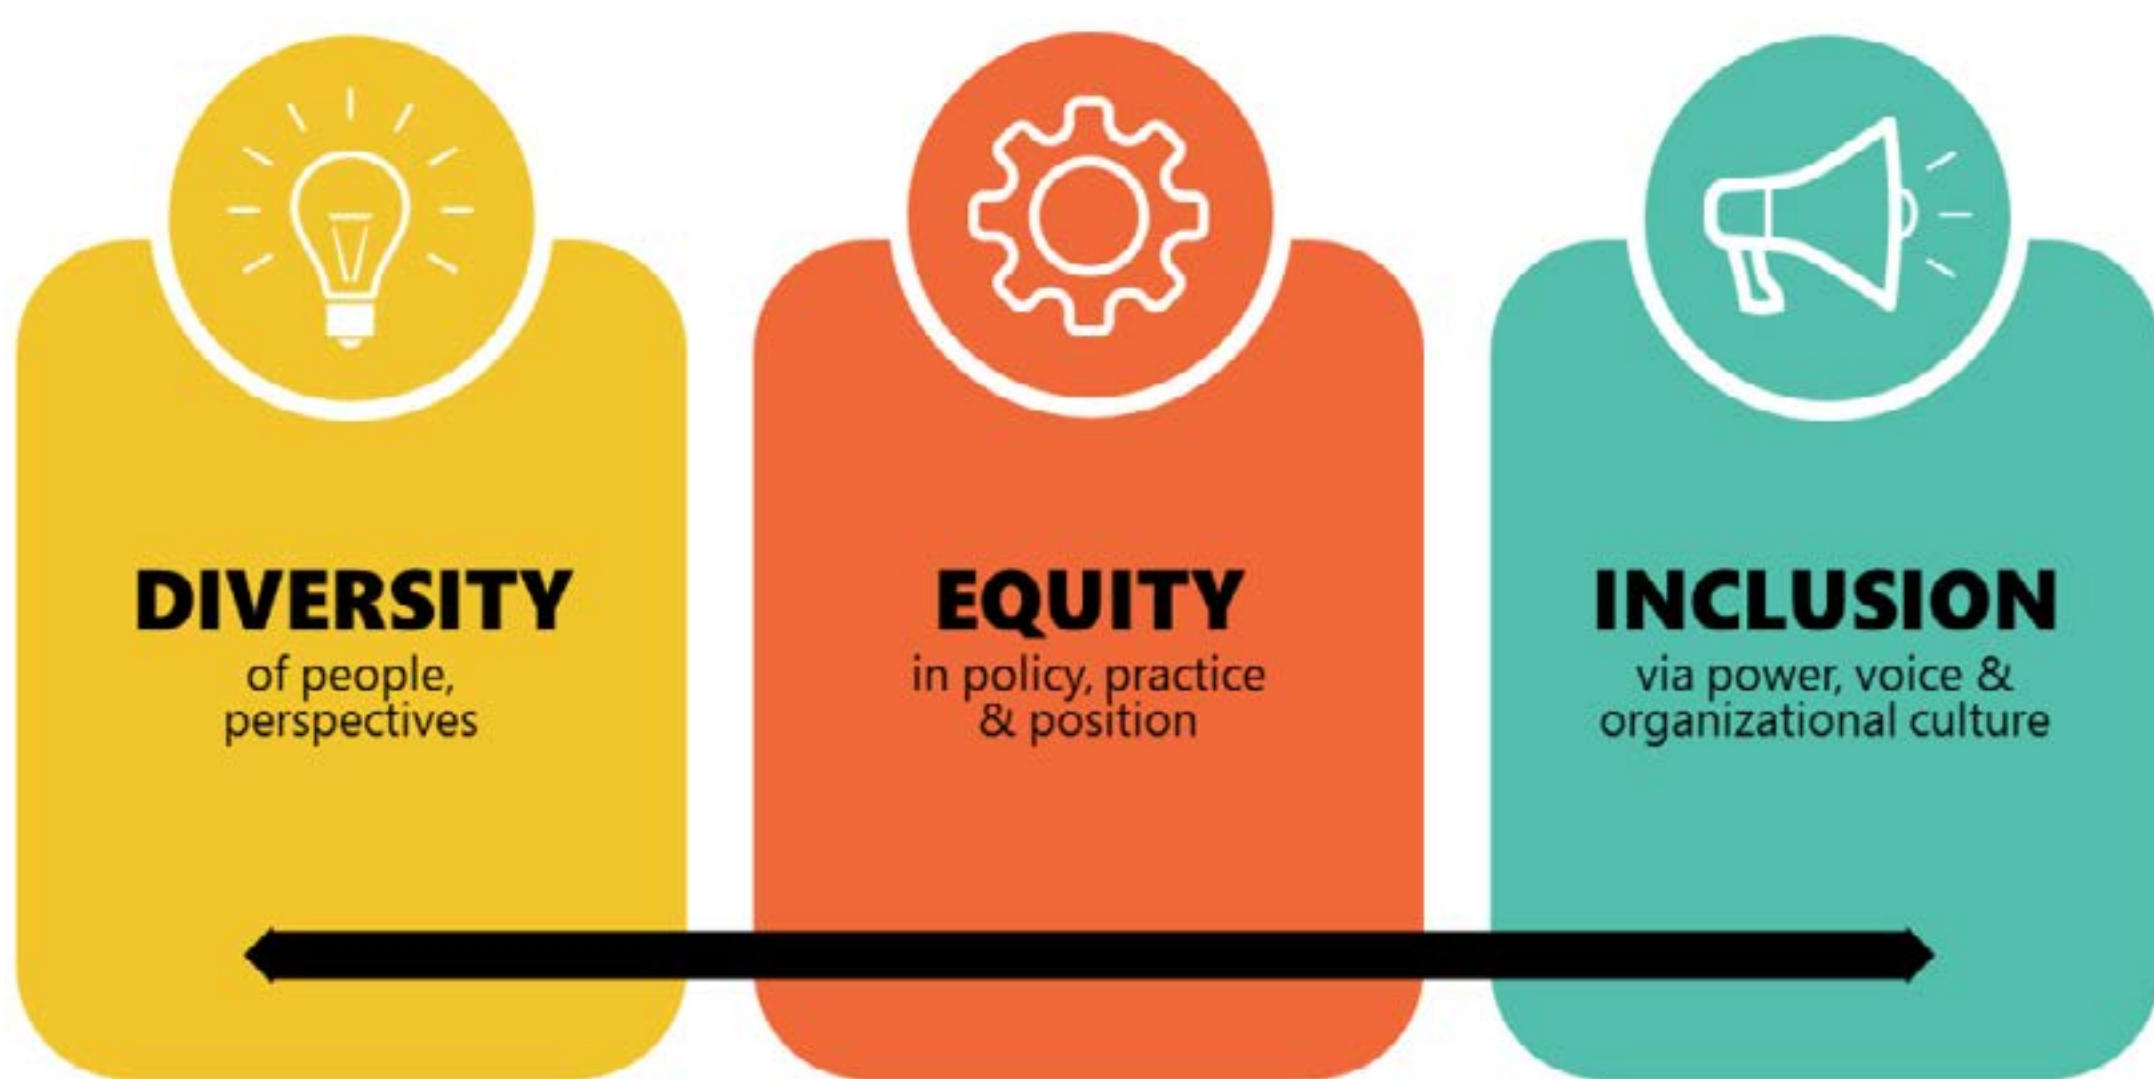 DIVERSITY
of people,
perspectives
EQUITY
in policy, practice
& position
INCLUSION
via power, voice &
organizational culture